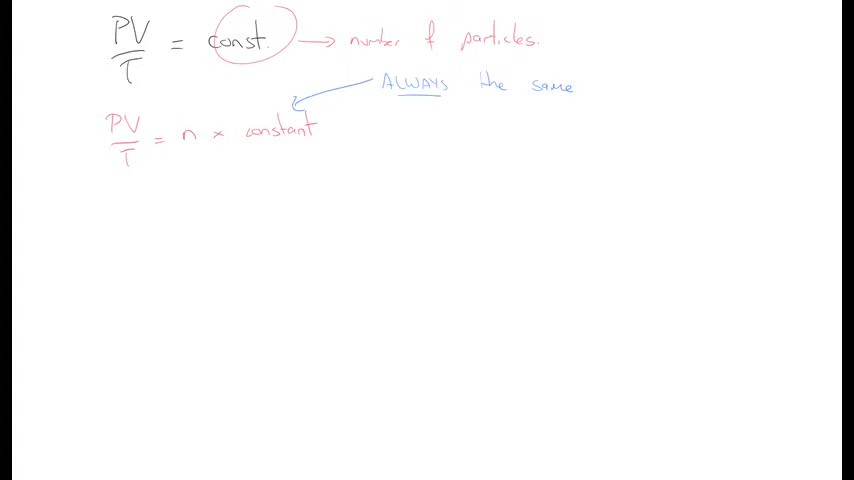 PV/T = const. → number of particles.
ALWAYS the same
PV/T = n × constant